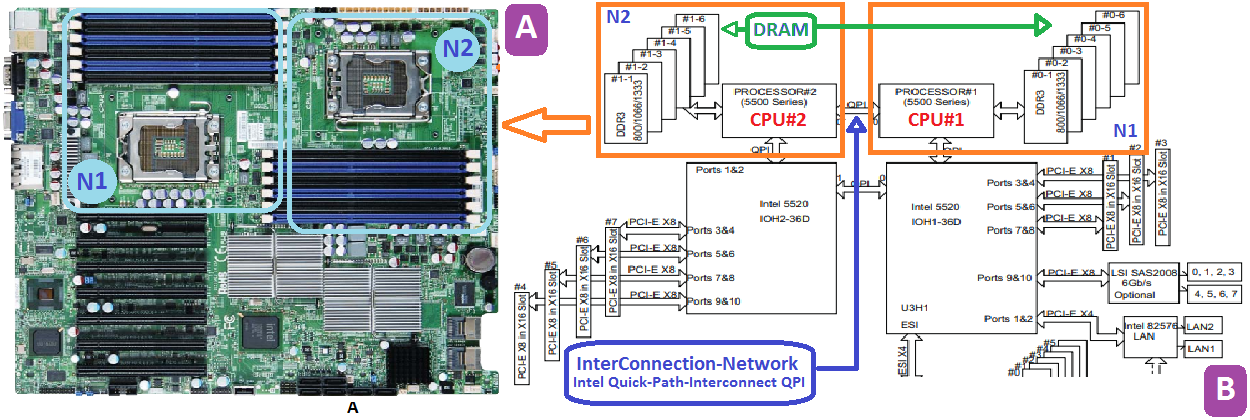 A
N1
N2
A
N2
DRAM
#1-6
#1-5
#1-4
#1-3
#1-2
#1-1
DDR3
800/1066/1333
PROCESSOR#2
(5500 Series)
CPU#2
QPI
PROCESSOR#1
(5500 Series)
CPU#1
#0-6
#0-5
#0-4
#0-3
#0-2
#0-1
DDR3
800/1066/1333
N1
QPI
QPI
Ports 1&2
Intel 5520
IOH2-36D
Ports 3&4
Ports 5&6
Ports 7&8
Ports 9&10
QPI
Intel 5520
IOH1-36D
Ports 3&4
Ports 5&6
Ports 7&8
Ports 9&10
U3H1
ESI
Ports 1&2
PCI-E X8
PCI-E X8
PCI-E X8
#1
#2
#3
PCI-E X8 in X16 Slot
PCI-E X8 in X16 Slot
PCI-E X8 in X16 Slot
PCI-E X8
PCI-E X8
PCI-E X8
PCI-E X8
#7
#6
#5
#4
PCI-E X8 in X16 Slot
PCI-E X8 in X16 Slot
PCI-E X8 in X16 Slot
PCI-E X8 in X16 Slot
PCI-E X8
LSI SAS2008
6Gb/s
Optional
0, 1, 2, 3
4, 5, 6, 7
PCI-E X4
Intel 82576
LAN
LAN2
LAN1
ESI X4
#5
#4
#3
#2
#1
#0
InterConnection-Network
Intel Quick-Path-Interconnect QPI
B